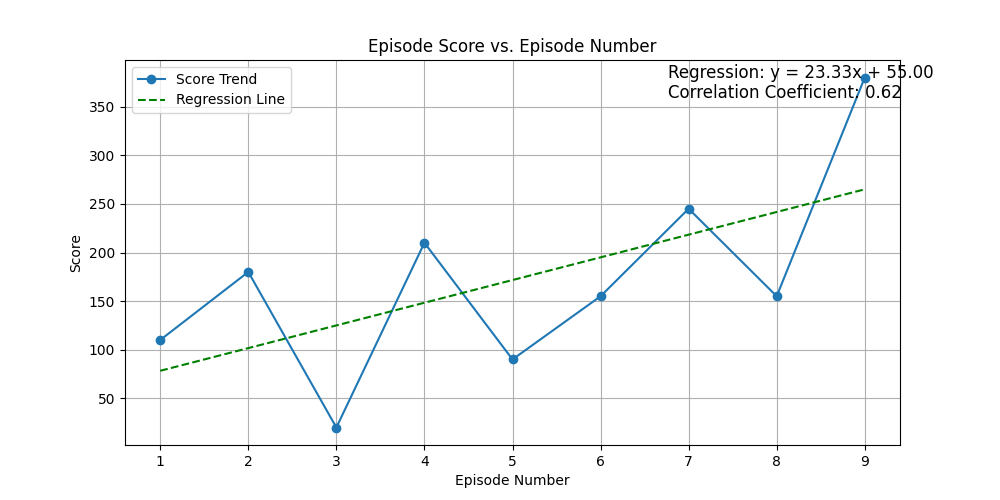 Episode Score vs. Episode Number
Score Trend
Regression Line
Regression: y = 23.33x + 55.00
Correlation Coefficient: 0.62
350
300
250
200
150
100
50
Score
1 2 3 4 5 6 7 8 9
Episode Number